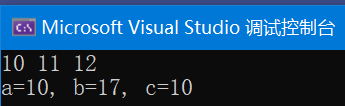 Microsoft Visual Studio 调试控制台
10 11 12
a=10, b=17, c=10